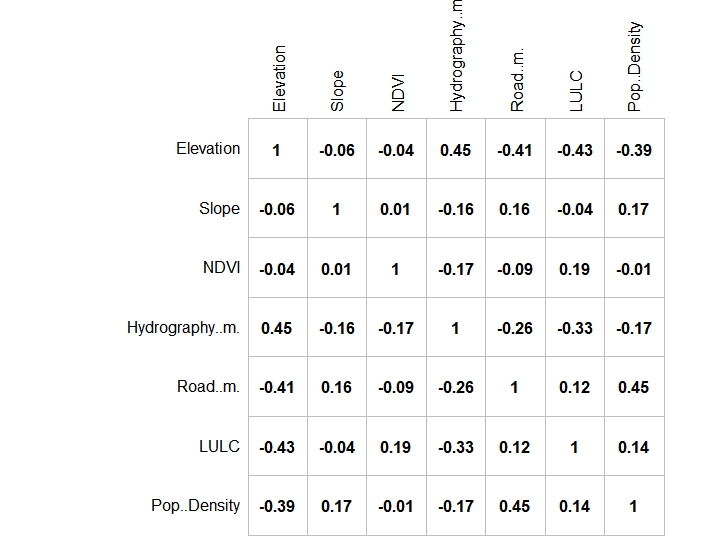 Elevation Slope NDVI Hydrography..m Road..m. LULC Pop..Density
Elevation 1 -0.06 -0.04 0.45 -0.41 -0.43 -0.39
Slope -0.06 1 0.01 -0.16 0.16 -0.04 0.17
NDVI -0.04 0.01 1 -0.17 -0.09 0.19 -0.01
Hydrography..m. 0.45 -0.16 -0.17 1 -0.26 -0.33 -0.17
Road..m. -0.41 0.16 -0.09 -0.26 1 0.12 0.45
LULC -0.43 -0.04 0.19 -0.33 0.12 1 0.14
Pop..Density -0.39 0.17 -0.01 -0.17 0.45 0.14 1